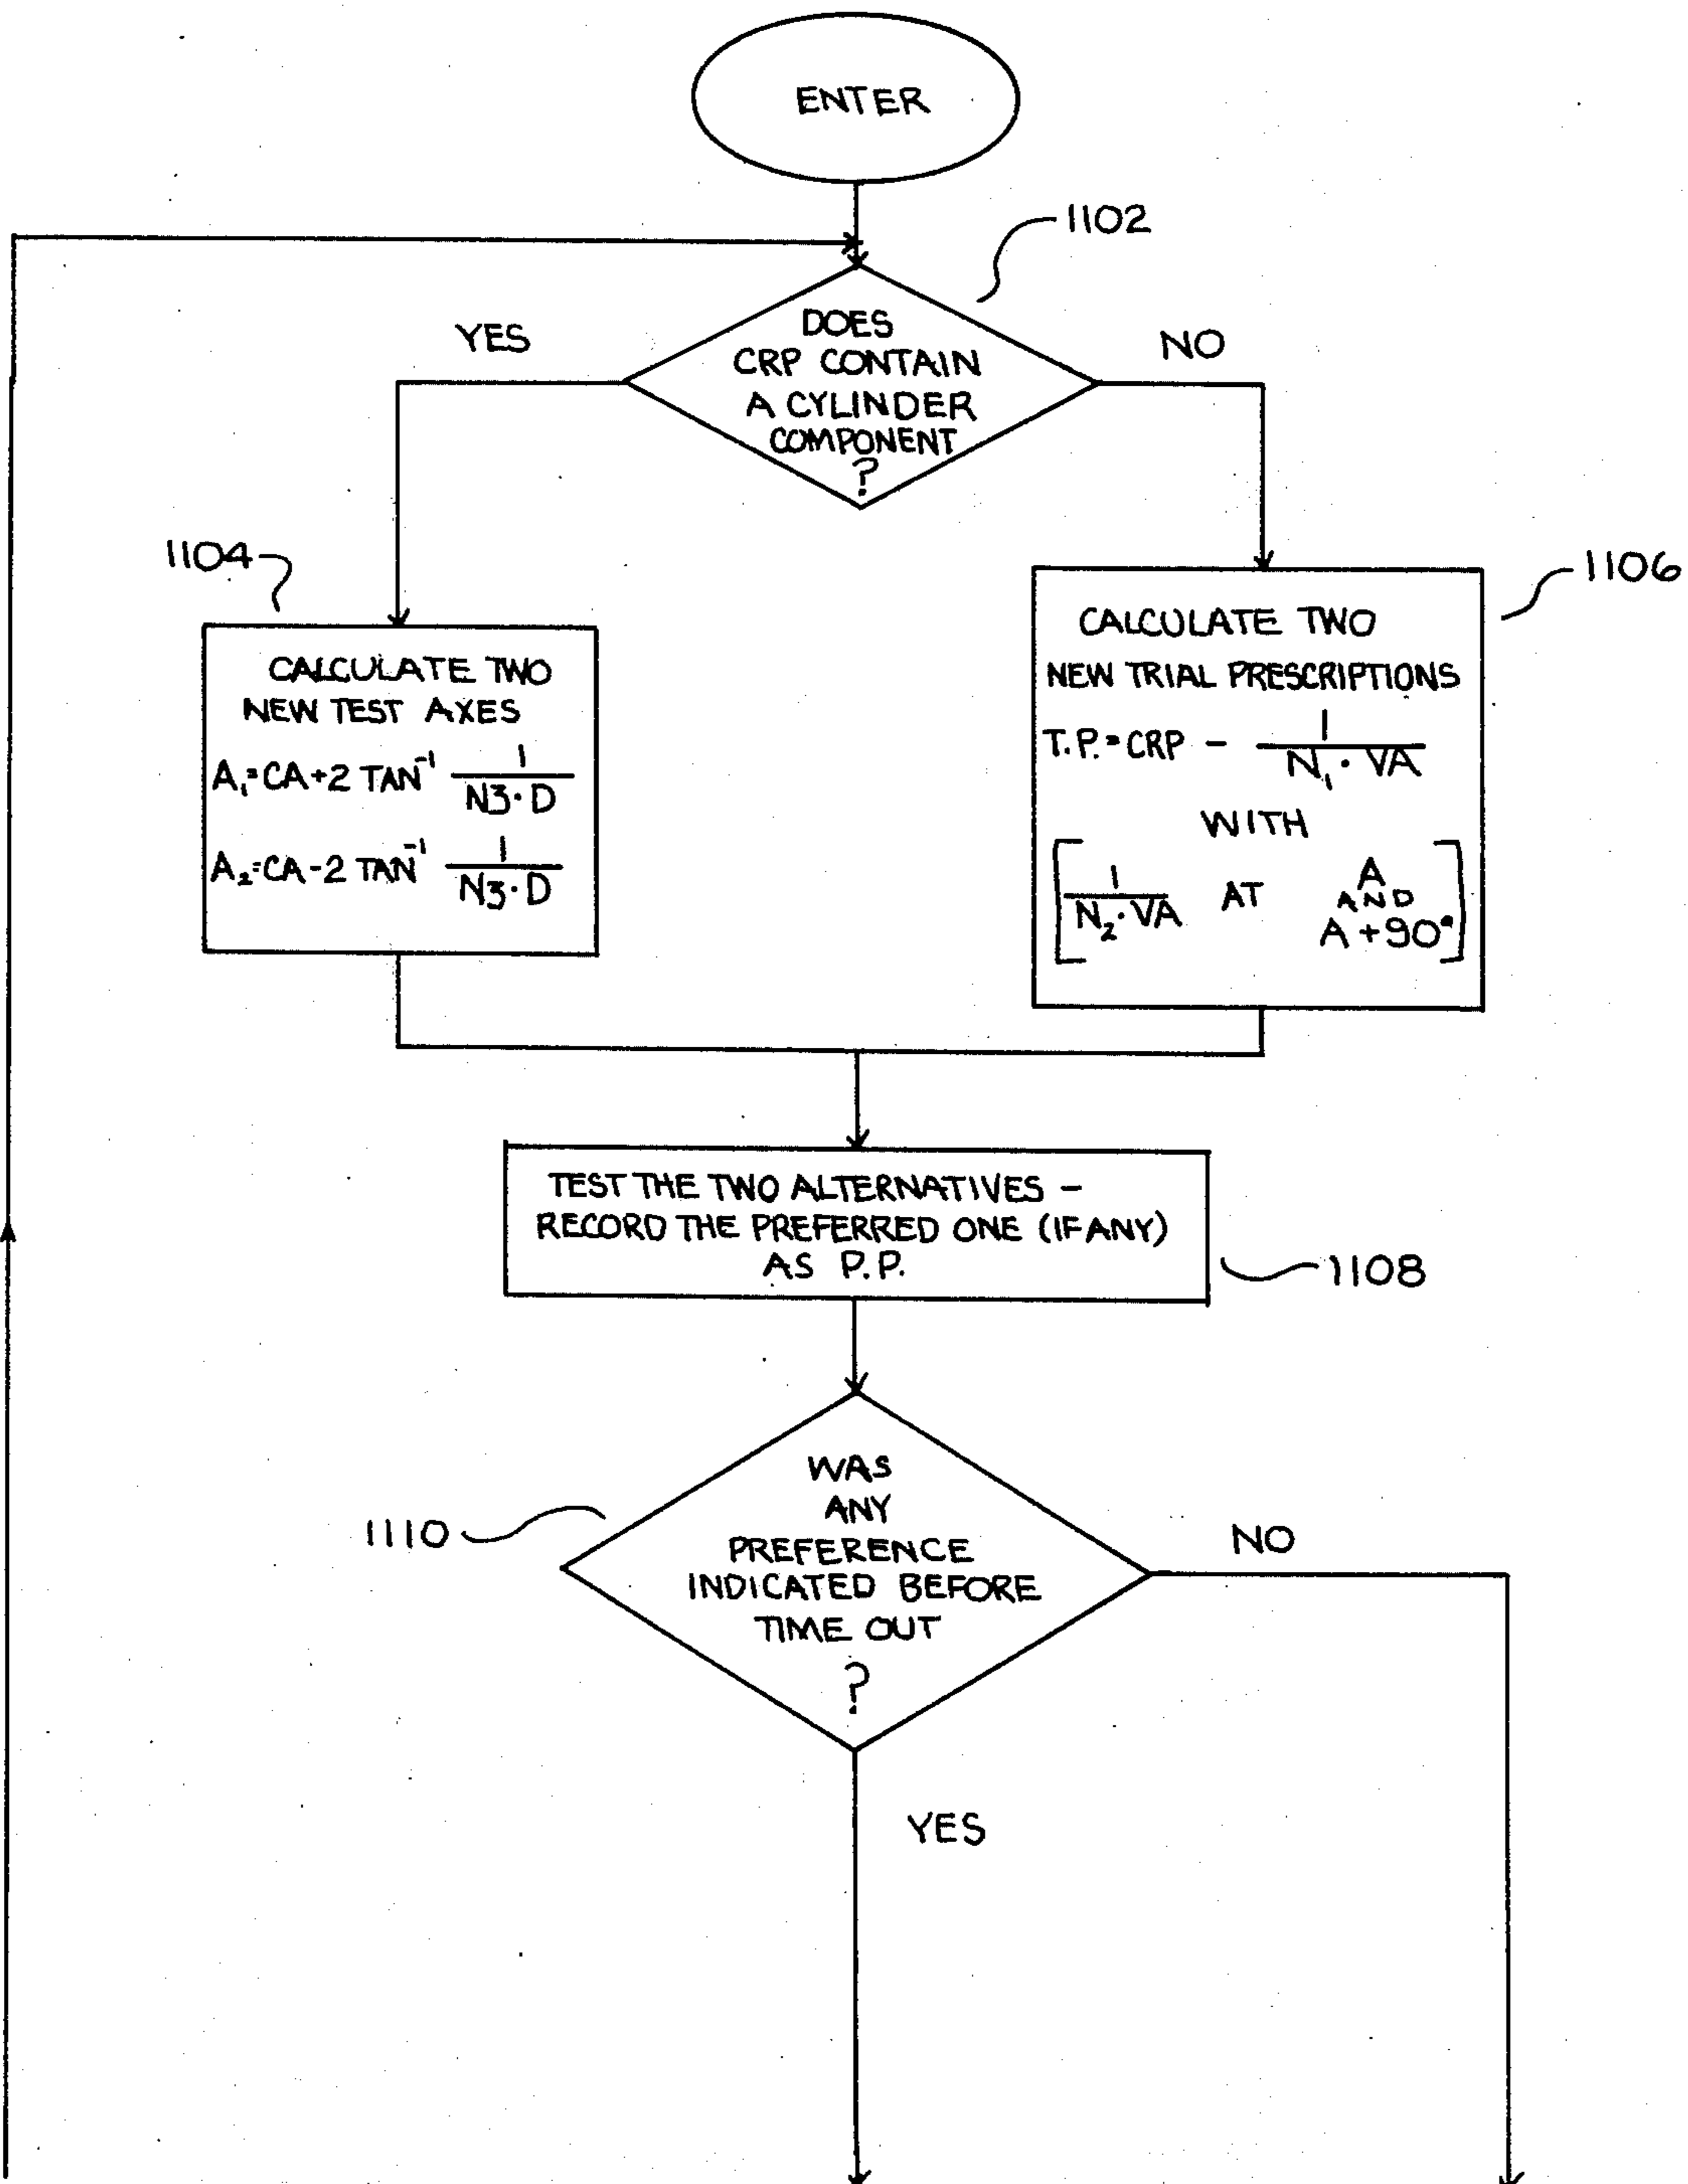 ENTER
1102
DOES
CRP CONTAIN
A CYLINDER
COMPONENT
?
YES
NO
1104
CALCULATE TWO
NEW TEST AXES
A₁=CA+2 TAN⁻¹ 1/N3·D
A₂=CA-2 TAN⁻¹ 1/N3·D
1106
CALCULATE TWO
NEW TRIAL PRESCRIPTIONS
T.P.=CRP - 1/N₁·VA
WITH
[1/N₂·VA AT A AND A+90°]
TEST THE TWO ALTERNATIVES -
RECORD THE PREFERRED ONE (IF ANY)
AS P.P.
1108
WAS
ANY
PREFERENCE
INDICATED BEFORE
TIME OUT
?
1110
NO
YES